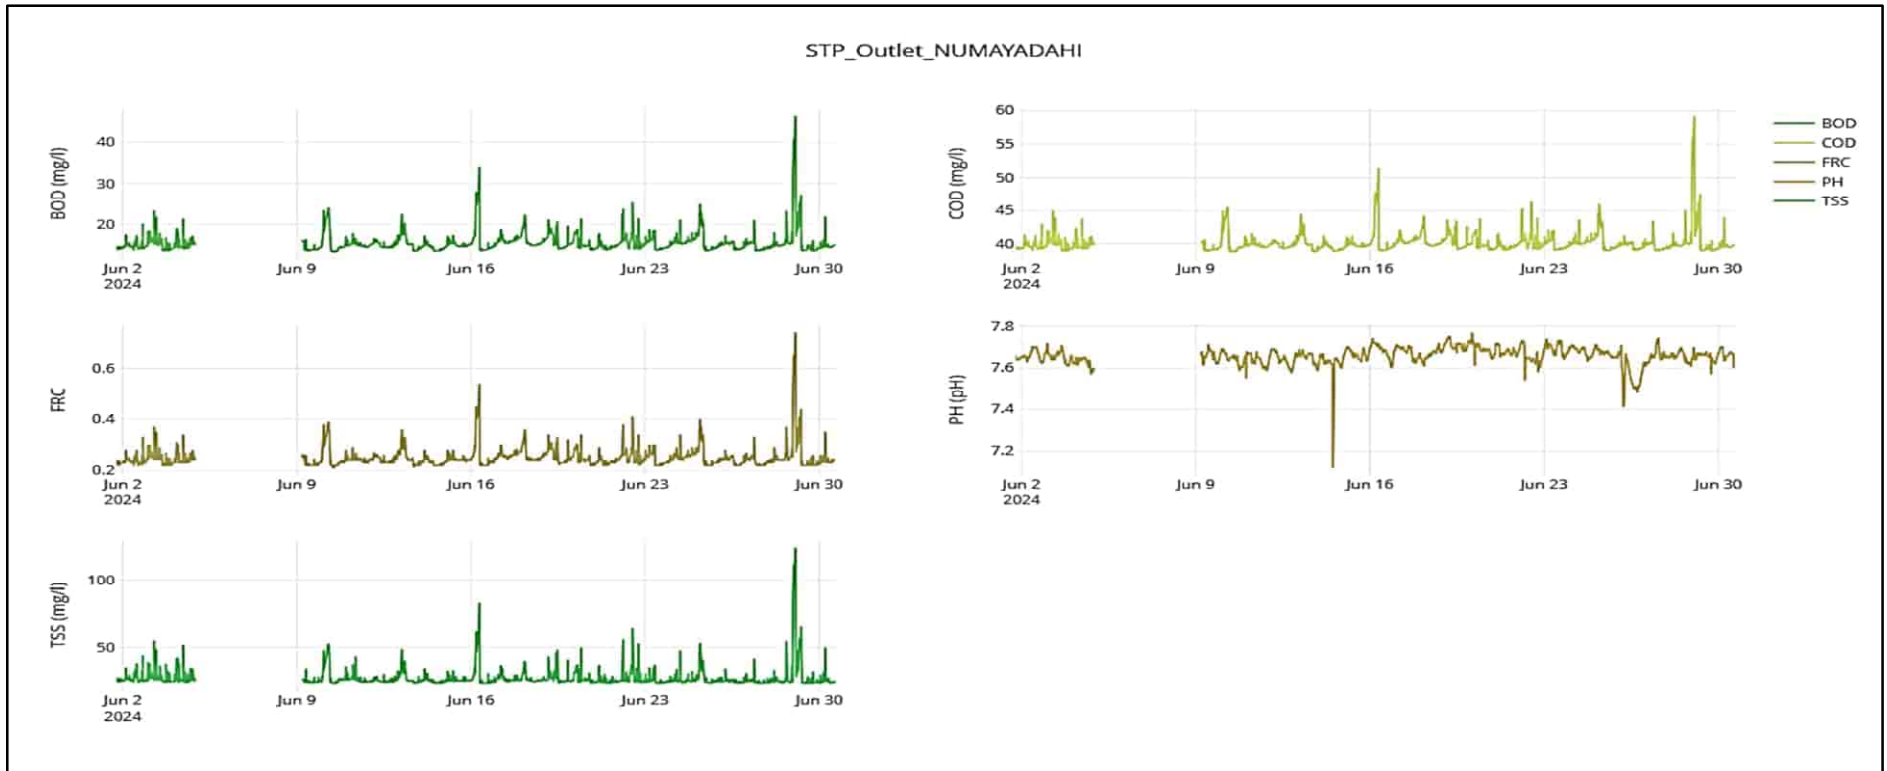 STP_Outlet_NUMAYADAHI
BOD (mg/l)
40
30
20
Jun 2
2024
Jun 9
Jun 16
Jun 23
Jun 30
COD (mg/l)
60
55
50
45
40
Jun 2
2024
Jun 9
Jun 16
Jun 23
Jun 30
BOD
COD
FRC
PH
TSS
FRC
0.6
0.4
0.2
Jun 2
2024
Jun 9
Jun 16
Jun 23
Jun 30
PH (pH)
7.8
7.6
7.4
7.2
Jun 2
2024
Jun 9
Jun 16
Jun 23
Jun 30
TSS (mg/l)
100
50
Jun 2
2024
Jun 9
Jun 16
Jun 23
Jun 30